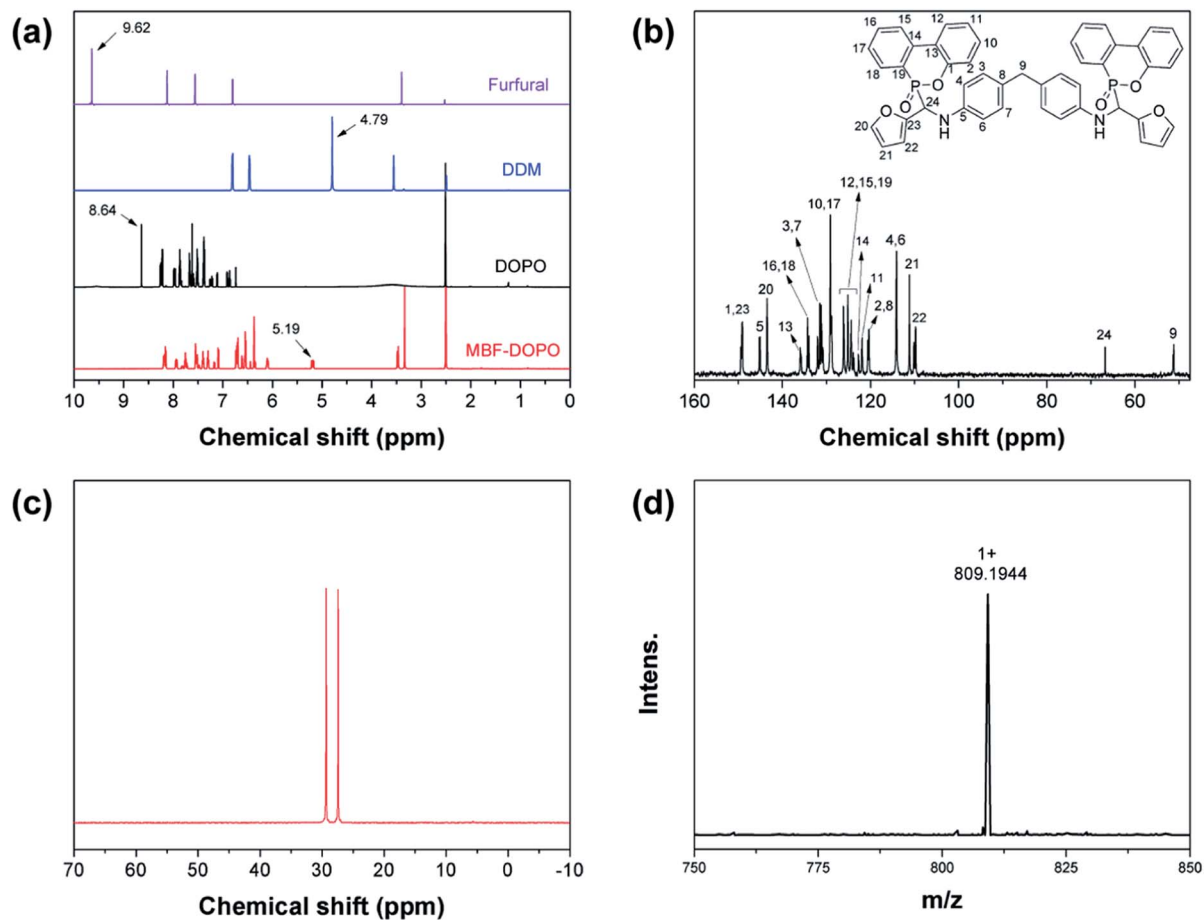 (a)
9.62
Furfural
4.79
DDM
8.64
DOPO
5.19
MBF-DOPO
10 9 8 7 6 5 4 3 2 1 0
Chemical shift (ppm)
(b)
16 15 12 11
17 14 13 10
18 19 1 2 3 8 9
P O 4
O 24 7
O 23 N H 5 6
20 21 22
P O
O
N H O
12,15,19
10,17
3,7
14
4,6
16,18
11
21
20
2,8
1,23
5
13
22
24
9
160 140 120 100 80 60
Chemical shift (ppm)
(c)
70 60 50 40 30 20 10 0 -10
Chemical shift (ppm)
(d)
1+
809.1944
Intens.
750 775 800 825 850
m/z